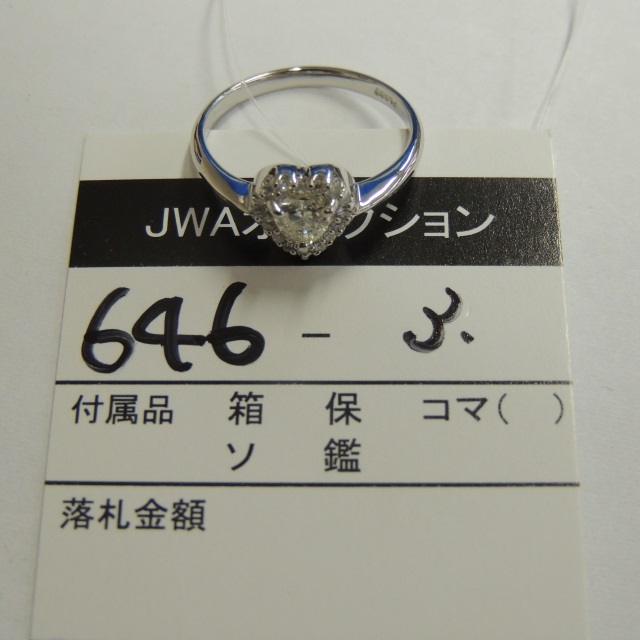 JWAオークション
646 - 3.
付属品 箱 保 コマ( )
ソ 鑑
落札金額